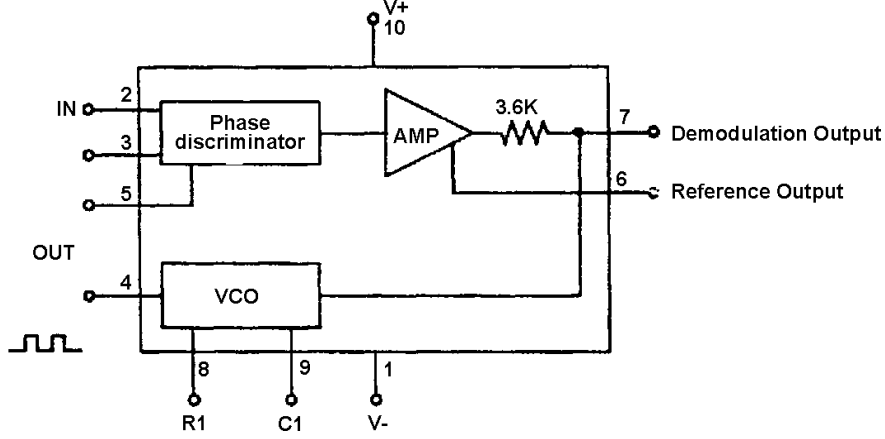 V+
10
IN
2
Phase
discriminator
3
5
AMP
3.6K
7
Demodulation Output
6
Reference Output
OUT
4
VCO
8
9
1
R1
C1
V-